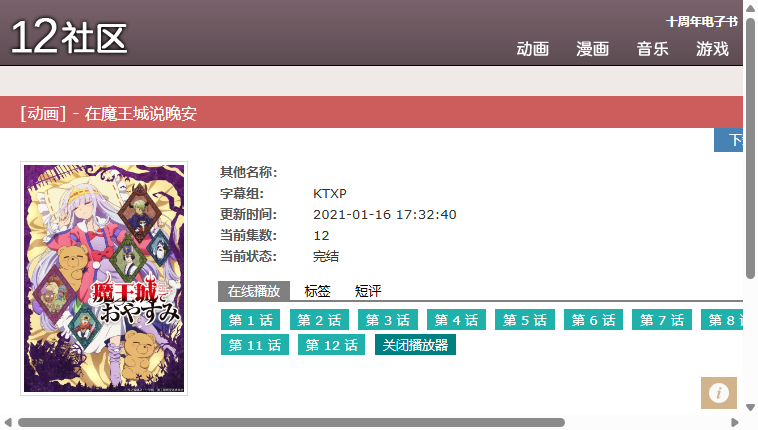 十周年电子书
12社区
动画 漫画 音乐 游戏
[动画] - 在魔王城说晚安
其他名称:
字幕组: KTXP
更新时间: 2021-01-16 17:32:40
当前集数: 12
当前状态: 完结
魔王城で
おやすみ
在线播放 标签 短评
第 1 话 第 2 话 第 3 话 第 4 话 第 5 话 第 6 话 第 7 话 第 8
第 11 话 第 12 话 关闭播放器